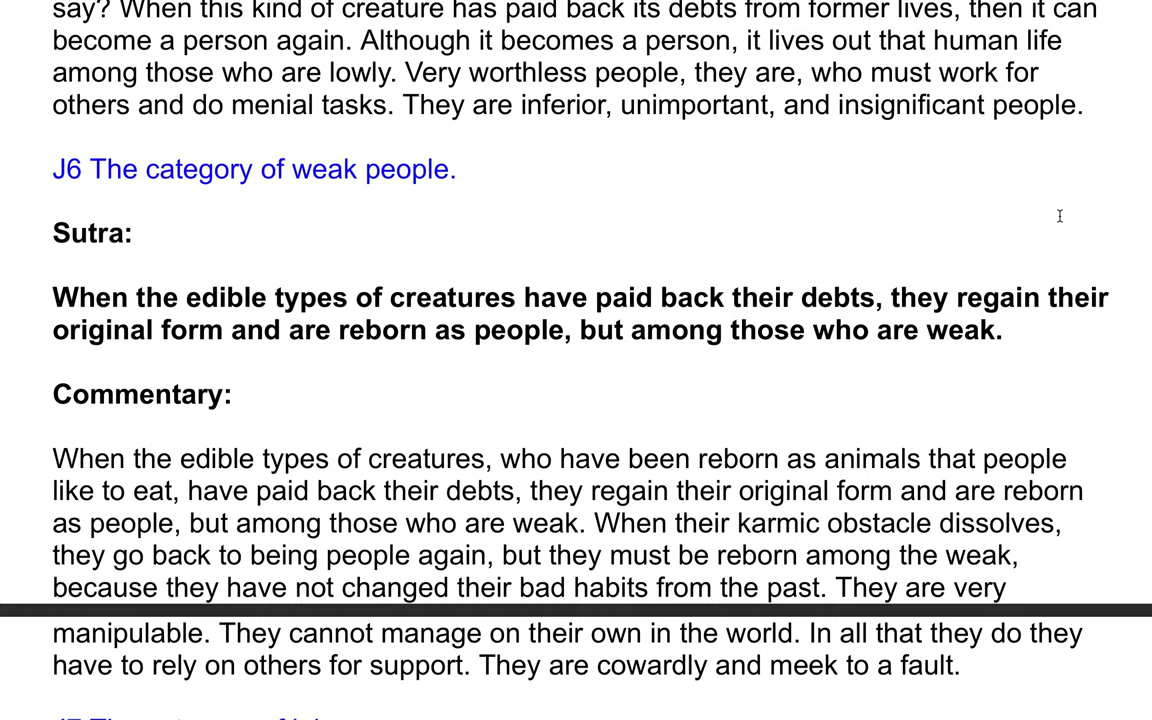 say? When this kind of creature has paid back its debts from former lives, then it can
become a person again. Although it becomes a person, it lives out that human life
among those who are lowly. Very worthless people, they are, who must work for
others and do menial tasks. They are inferior, unimportant, and insignificant people.
J6 The category of weak people.
Sutra:
When the edible types of creatures have paid back their debts, they regain their
original form and are reborn as people, but among those who are weak.
Commentary:
When the edible types of creatures, who have been reborn as animals that people
like to eat, have paid back their debts, they regain their original form and are reborn
as people, but among those who are weak. When their karmic obstacle dissolves,
they go back to being people again, but they must be reborn among the weak,
because they have not changed their bad habits from the past. They are very
manipulable. They cannot manage on their own in the world. In all that they do they
have to rely on others for support. They are cowardly and meek to a fault.